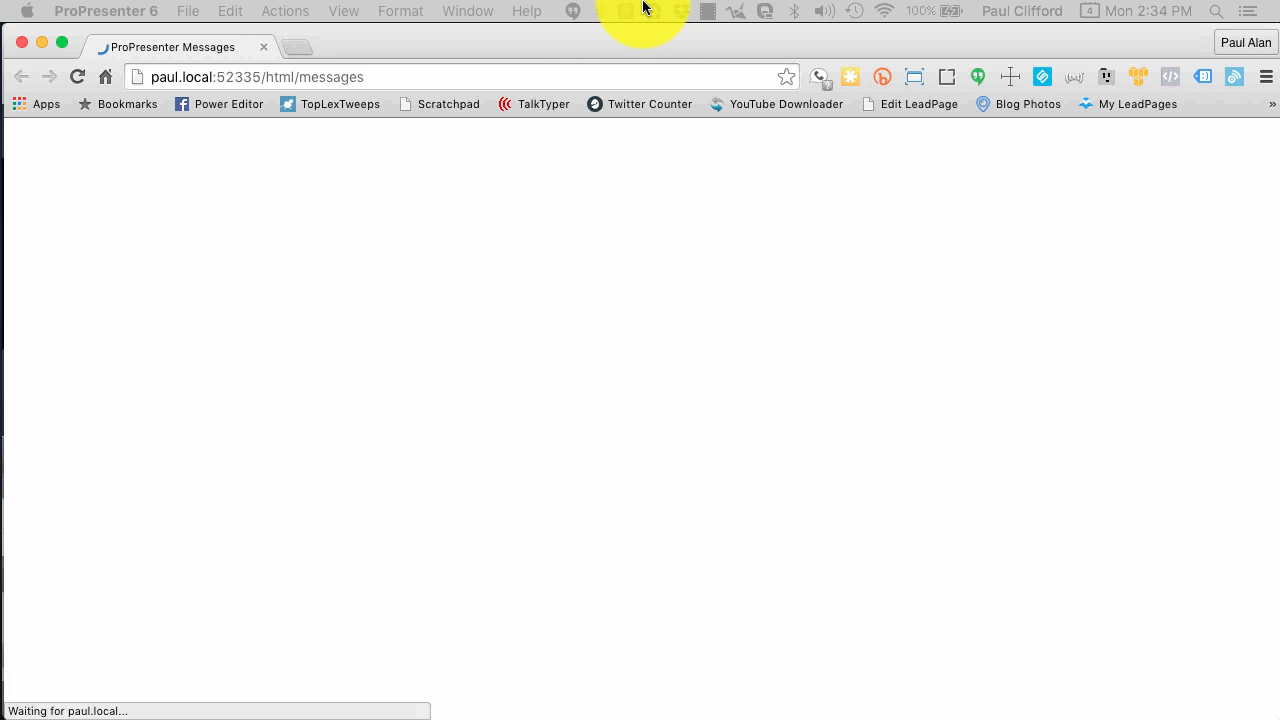 ProPresenter 6 File Edit Actions View Format Window Help 100% Paul Clifford 4 Mon 2:34 PM
ProPresenter Messages Paul Alan
paul.local:52335/html/messages
Apps Bookmarks Power Editor TopLexTweaps Scratchpad TalkTyper Twitter Counter YouTube Downloader Edit LeadPage Blog Photos My LeadPages »
Waiting for paul.local...